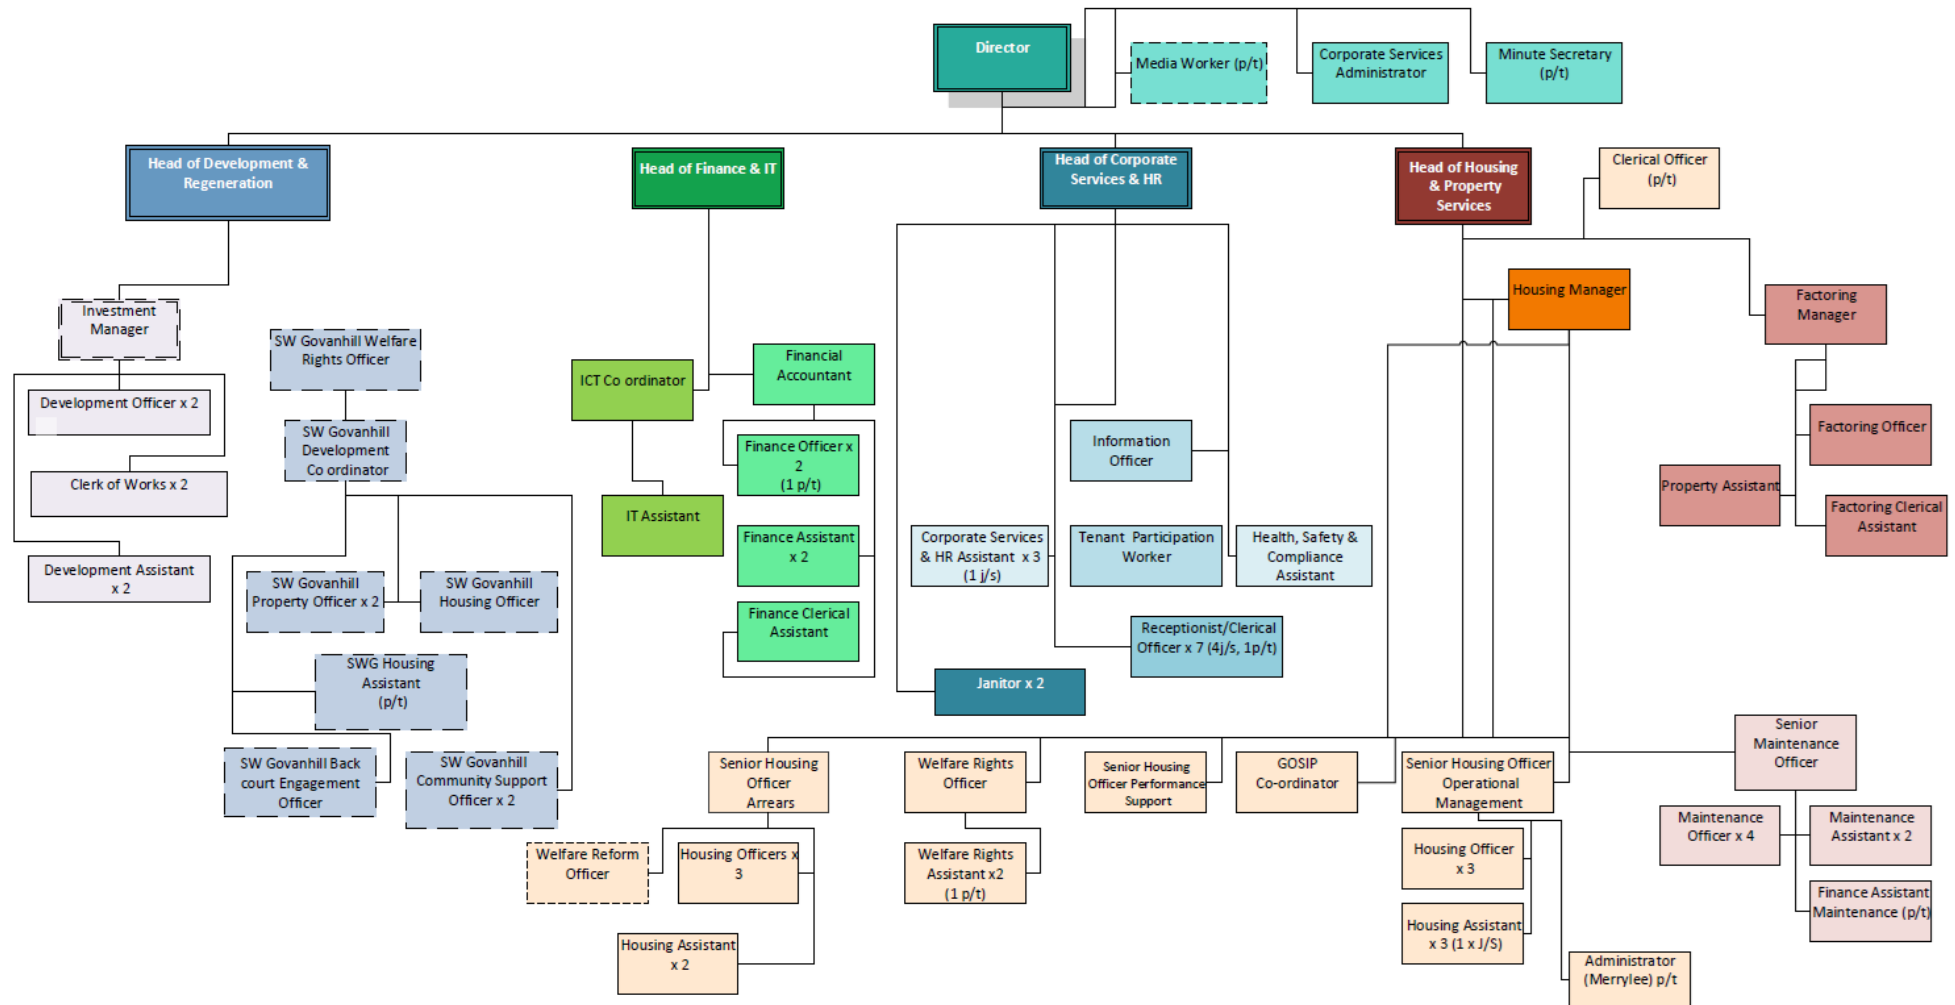 Director
Media Worker (p/t)
Corporate Services
Administrator
Minute Secretary
(p/t)
Head of Development &
Regeneration
Head of Finance & IT
Head of Corporate
Services & HR
Head of Housing
& Property
Services
Clerical Officer
(p/t)
Investment
Manager
Development Officer x 2
Clerk of Works x 2
Development Assistant
x 2
SW Govanhill Welfare
Rights Officer
SW Govanhill
Development
Co ordinator
SW Govanhill
Property Officer x 2
SW Govanhill
Housing Officer
SWG Housing
Assistant
(p/t)
SW Govanhill Back
court Engagement
Officer
SW Govanhill
Community Support
Officer x 2
ICT Co ordinator
IT Assistant
Financial
Accountant
Finance Officer x
2
(1 p/t)
Finance Assistant
x 2
Finance Clerical
Assistant
Information
Officer
Corporate Services
& HR Assistant x 3
(1 j/s)
Tenant Participation
Worker
Health, Safety &
Compliance
Assistant
Receptionist/Clerical
Officer x 7 (4j/s, 1p/t)
Janitor x 2
Housing Manager
Factoring
Manager
Factoring Officer
Property Assistant
Factoring Clerical
Assistant
Senior Housing
Officer
Arrears
Welfare Rights
Officer
Senior Housing
Officer Performance
Support
GOSIP
Co-ordinator
Senior Housing Officer
Operational
Management
Senior
Maintenance
Officer
Welfare Reform
Officer
Housing Officers x
3
Housing Assistant
x 2
Welfare Rights
Assistant x2
(1 p/t)
Housing Officer
x 3
Housing Assistant
x 3 (1 x J/S)
Administrator
(Merrylee) p/t
Maintenance
Officer x 4
Maintenance
Assistant x 2
Finance Assistant
Maintenance (p/t)